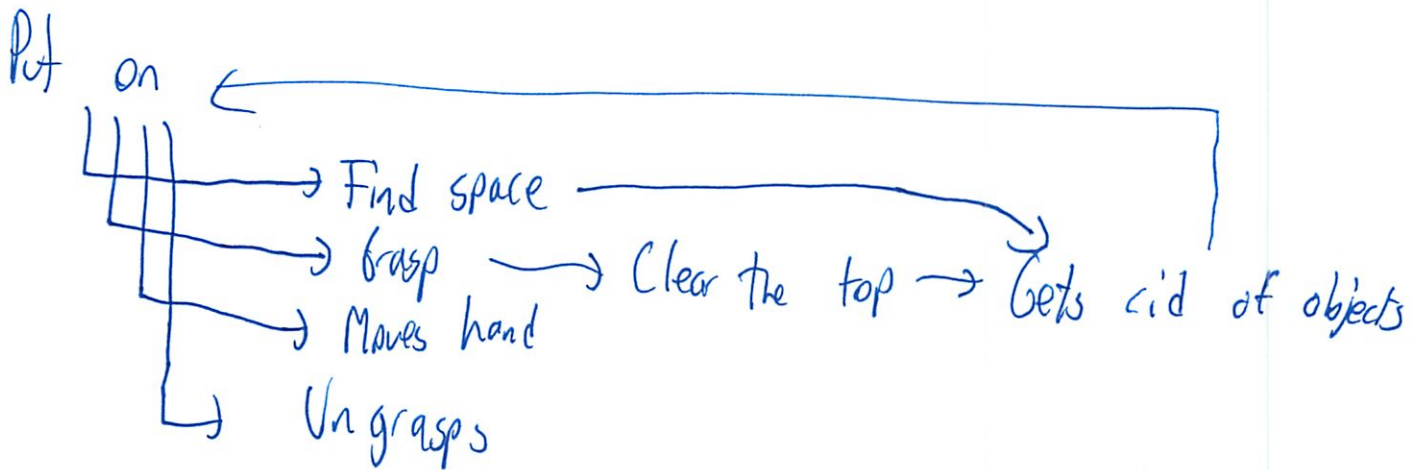 Put on
Find space
Grasp Clear the top Gets rid of objects
Moves hand
Ungrasps